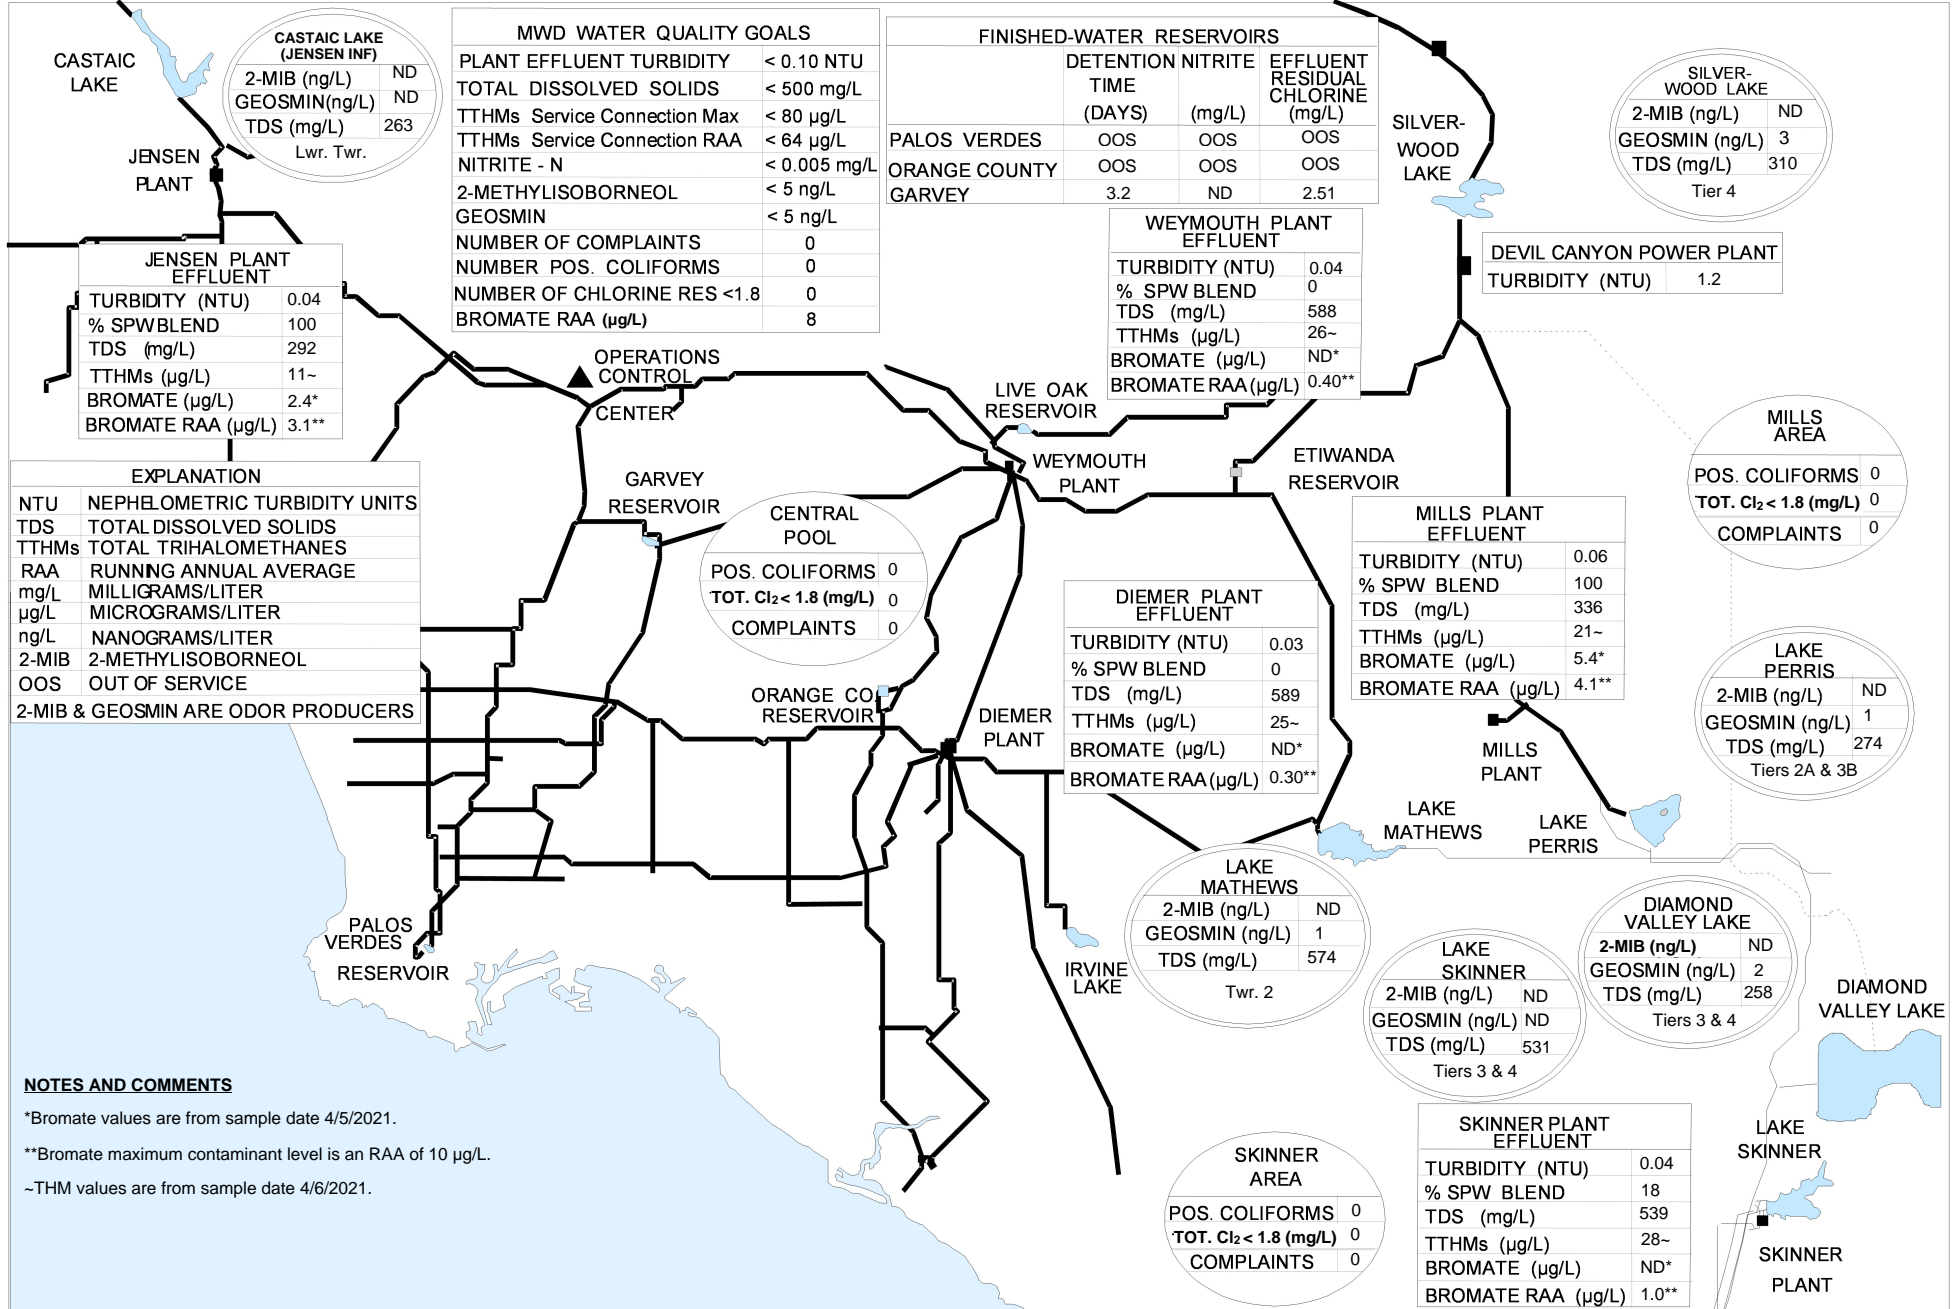 CASTAIC
LAKE
CASTAIC LAKE
(JENSEN INF)
2-MIB (ng/L) ND
GEOSMIN(ng/L) ND
TDS (mg/L) 263
Lwr. Twr.
JENSEN
PLANT
MWD WATER QUALITY GOALS
PLANT EFFLUENT TURBIDITY < 0.10 NTU
TOTAL DISSOLVED SOLIDS < 500 mg/L
TTHMs Service Connection Max < 80 µg/L
TTHMs Service Connection RAA < 64 µg/L
NITRITE - N < 0.005 mg/L
2-METHYLISOBORNEOL < 5 ng/L
GEOSMIN < 5 ng/L
NUMBER OF COMPLAINTS 0
NUMBER POS. COLIFORMS 0
NUMBER OF CHLORINE RES <1.8 0
BROMATE RAA (µg/L) 8
FINISHED-WATER RESERVOIRS
DETENTION NITRITE EFFLUENT
TIME RESIDUAL
CHLORINE
(DAYS) (mg/L) (mg/L)
PALOS VERDES OOS OOS OOS
ORANGE COUNTY OOS OOS OOS
GARVEY 3.2 ND 2.51
SILVER-
WOOD
LAKE
SILVER-
WOOD LAKE
2-MIB (ng/L) ND
GEOSMIN (ng/L) 3
TDS (mg/L) 310
Tier 4
DEVIL CANYON POWER PLANT
TURBIDITY (NTU) 1.2
WEYMOUTH PLANT
EFFLUENT
TURBIDITY (NTU) 0.04
% SPW BLEND 0
TDS (mg/L) 588
TTHMs (µg/L) 26~
BROMATE (µg/L) ND*
BROMATE RAA (µg/L) 0.40**
JENSEN PLANT
EFFLUENT
TURBIDITY (NTU) 0.04
% SPW BLEND 100
TDS (mg/L) 292
TTHMs (µg/L) 11~
BROMATE (µg/L) 2.4*
BROMATE RAA (µg/L) 3.1**
OPERATIONS
CONTROL
CENTER
LIVE OAK
RESERVOIR
WEYMOUTH
PLANT
ETIWANDA
RESERVOIR
GARVEY
RESERVOIR
MILLS
AREA
POS. COLIFORMS 0
TOT. Cl2 < 1.8 (mg/L) 0
COMPLAINTS 0
EXPLANATION
NTU NEPHELOMETRIC TURBIDITY UNITS
TDS TOTAL DISSOLVED SOLIDS
TTHMs TOTAL TRIHALOMETHANES
RAA RUNNING ANNUAL AVERAGE
mg/L MILLIGRAMS/LITER
µg/L MICROGRAMS/LITER
ng/L NANOGRAMS/LITER
2-MIB 2-METHYLISOBORNEOL
OOS OUT OF SERVICE
2-MIB & GEOSMIN ARE ODOR PRODUCERS
CENTRAL
POOL
POS. COLIFORMS 0
TOT. Cl2 < 1.8 (mg/L) 0
COMPLAINTS 0
MILLS PLANT
EFFLUENT
TURBIDITY (NTU) 0.06
% SPW BLEND 100
TDS (mg/L) 336
TTHMs (µg/L) 21~
BROMATE (µg/L) 5.4*
BROMATE RAA (µg/L) 4.1**
DIEMER PLANT
EFFLUENT
TURBIDITY (NTU) 0.03
% SPW BLEND 0
TDS (mg/L) 589
TTHMs (µg/L) 25~
BROMATE (µg/L) ND*
BROMATE RAA (µg/L) 0.30**
LAKE
PERRIS
2-MIB (ng/L) ND
GEOSMIN (ng/L) 1
TDS (mg/L) 274
Tiers 2A & 3B
ORANGE CO
RESERVOIR
DIEMER
PLANT
MILLS
PLANT
LAKE
MATHEWS
LAKE
PERRIS
LAKE
MATHEWS
2-MIB (ng/L) ND
GEOSMIN (ng/L) 1
TDS (mg/L) 574
Twr. 2
DIAMOND
VALLEY LAKE
2-MIB (ng/L) ND
GEOSMIN (ng/L) 2
TDS (mg/L) 258
Tiers 3 & 4
PALOS
VERDES
RESERVOIR
IRVINE
LAKE
LAKE
SKINNER
2-MIB (ng/L) ND
GEOSMIN (ng/L) ND
TDS (mg/L) 531
Tiers 3 & 4
DIAMOND
VALLEY LAKE
NOTES AND COMMENTS
*Bromate values are from sample date 4/5/2021.
**Bromate maximum contaminant level is an RAA of 10 µg/L.
~THM values are from sample date 4/6/2021.
SKINNER
AREA
POS. COLIFORMS 0
TOT. Cl2 < 1.8 (mg/L) 0
COMPLAINTS 0
SKINNER PLANT
EFFLUENT
TURBIDITY (NTU) 0.04
% SPW BLEND 18
TDS (mg/L) 539
TTHMs (µg/L) 28~
BROMATE (µg/L) ND*
BROMATE RAA (µg/L) 1.0**
LAKE
SKINNER
SKINNER
PLANT